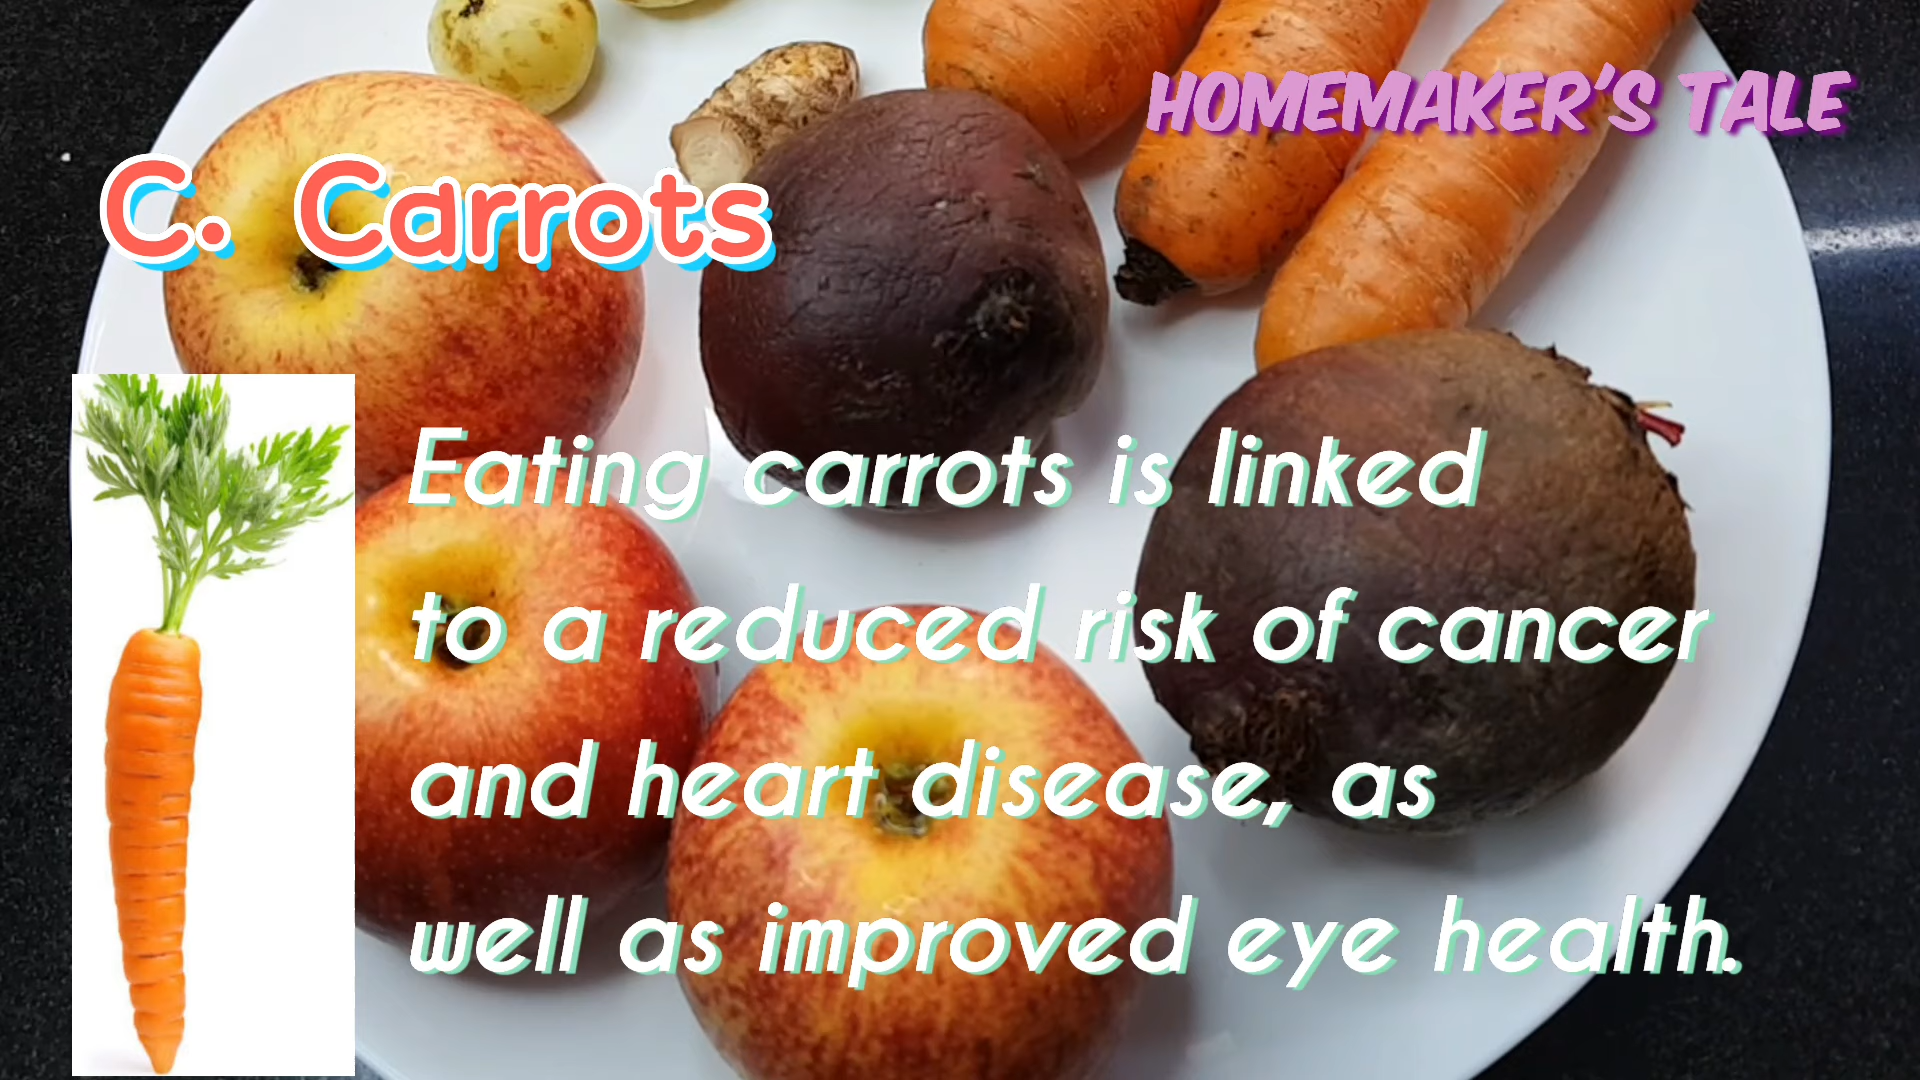 HOMEMAKER'S TALE
C. Carrots
Eating carrots is linked
to a reduced risk of cancer
and heart disease, as
well as improved eye health.